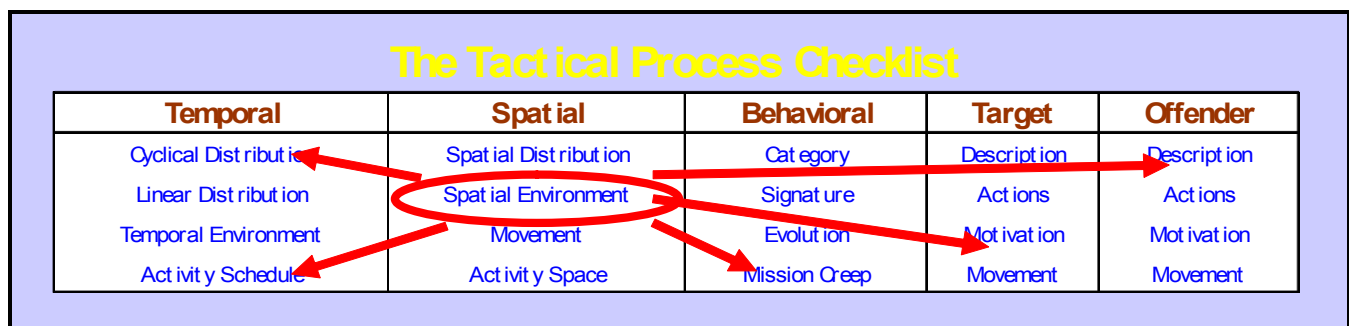 The Tactical Process Checklist
Temporal Spatial Behavioral Target Offender
Cyclical Distribution Spatial Distribution Category Description Description
Linear Distribution Spatial Environment Signature Actions Actions
Temporal Environment Movement Evolution Motivation Motivation
Activity Schedule Activity Space Mission Creep Movement Movement